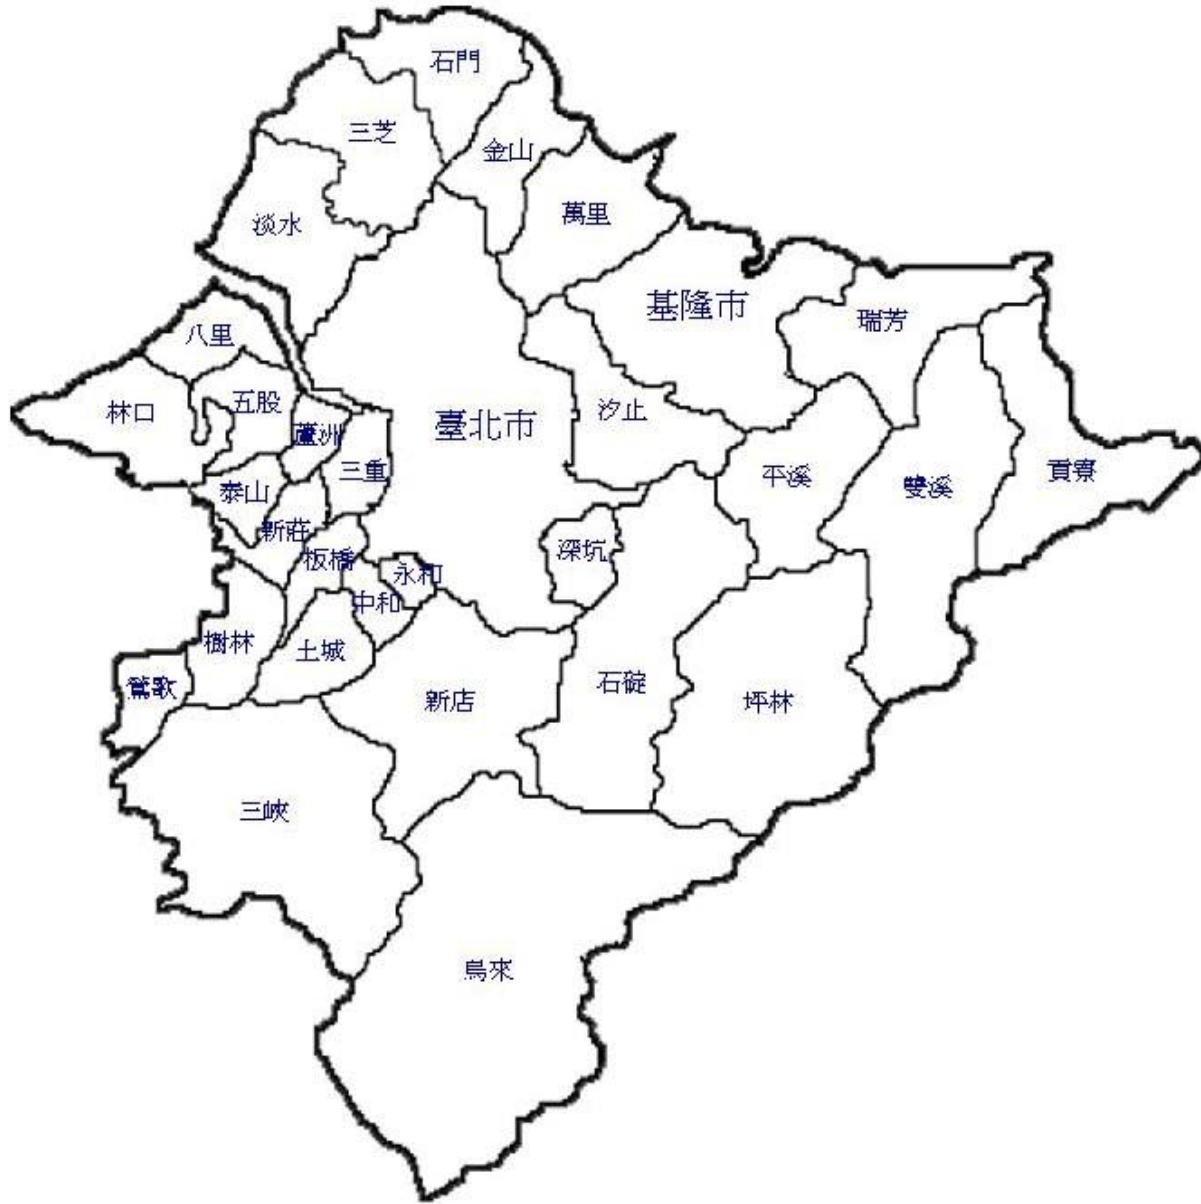 石門
三芝
金山
萬里
淡水
基隆市
瑞芳
八里
五股
林口
汐止
臺北市
蘆洲
三重
平溪
雙溪
貢寮
泰山
新莊
板橋
深坑
永和
中和
樹林
土城
鶯歌
新店
石碇
坪林
三峽
烏來